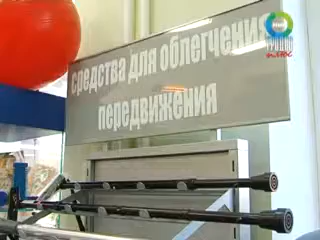 средства для облегчения
передвижения